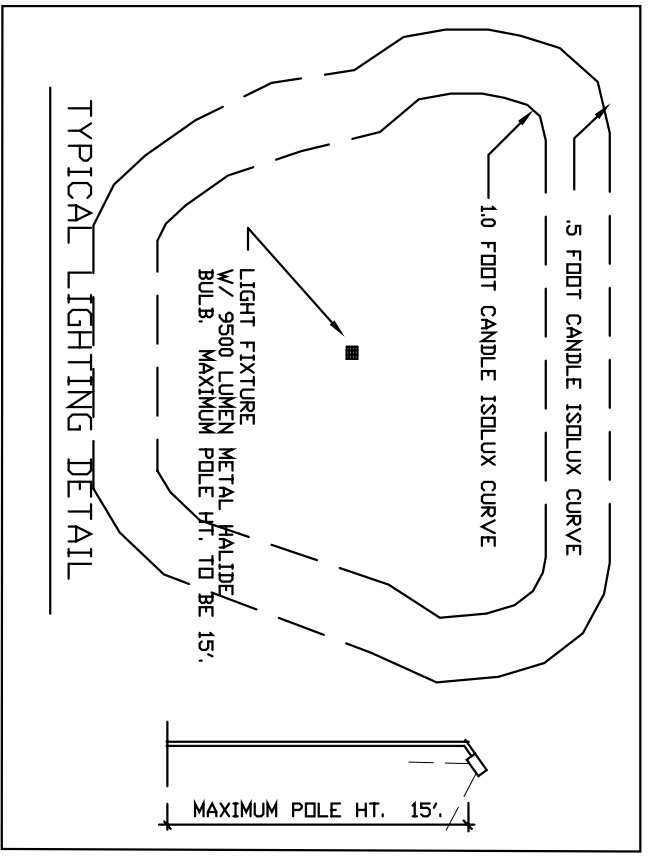 .5 FOOT CANDLE ISOLUX CURVE
1.0 FOOT CANDLE ISOLUX CURVE
LIGHT FIXTURE
W/ 9500 LUMEN METAL HALIDE
BULB. MAXIMUM POLE HT. TO BE 15'.
TYPICAL LIGHTING DETAIL
MAXIMUM POLE HT. 15'.